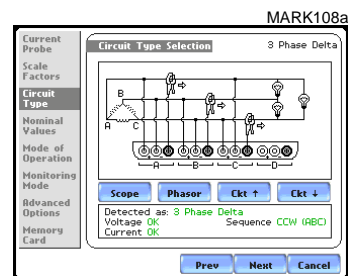 MARK108a
Current
Probe
Scale
Factors
Circuit
Type
Nominal
Values
Mode of
Operation
Monitoring
Mode
Advanced
Options
Memory
Card
Circuit Type Selection
3 Phase Delta
B
A
C
A
B
C
D
Scope
Phasor
Ckt ↑
Ckt ↓
Detected as: 3 Phase Delta
Voltage OK
Sequence CCW (ABC)
Current OK
Prev
Next
Cancel